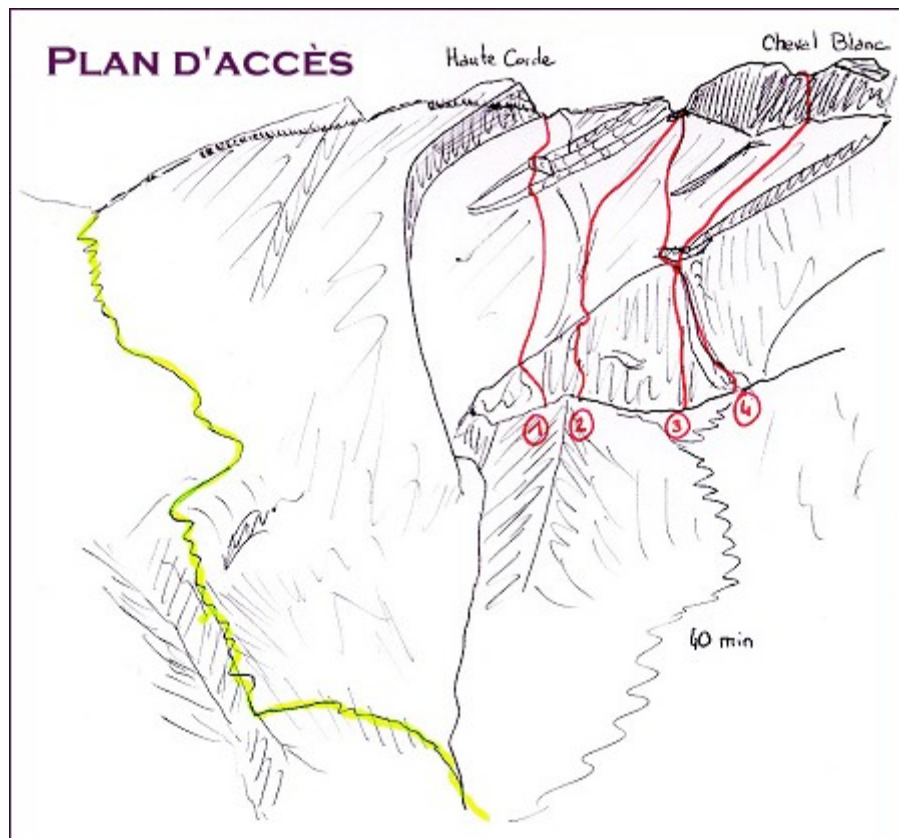 PLAN D'ACCÈS
Haute Corde
Cheval Blanc
1
2
3
4
40 min